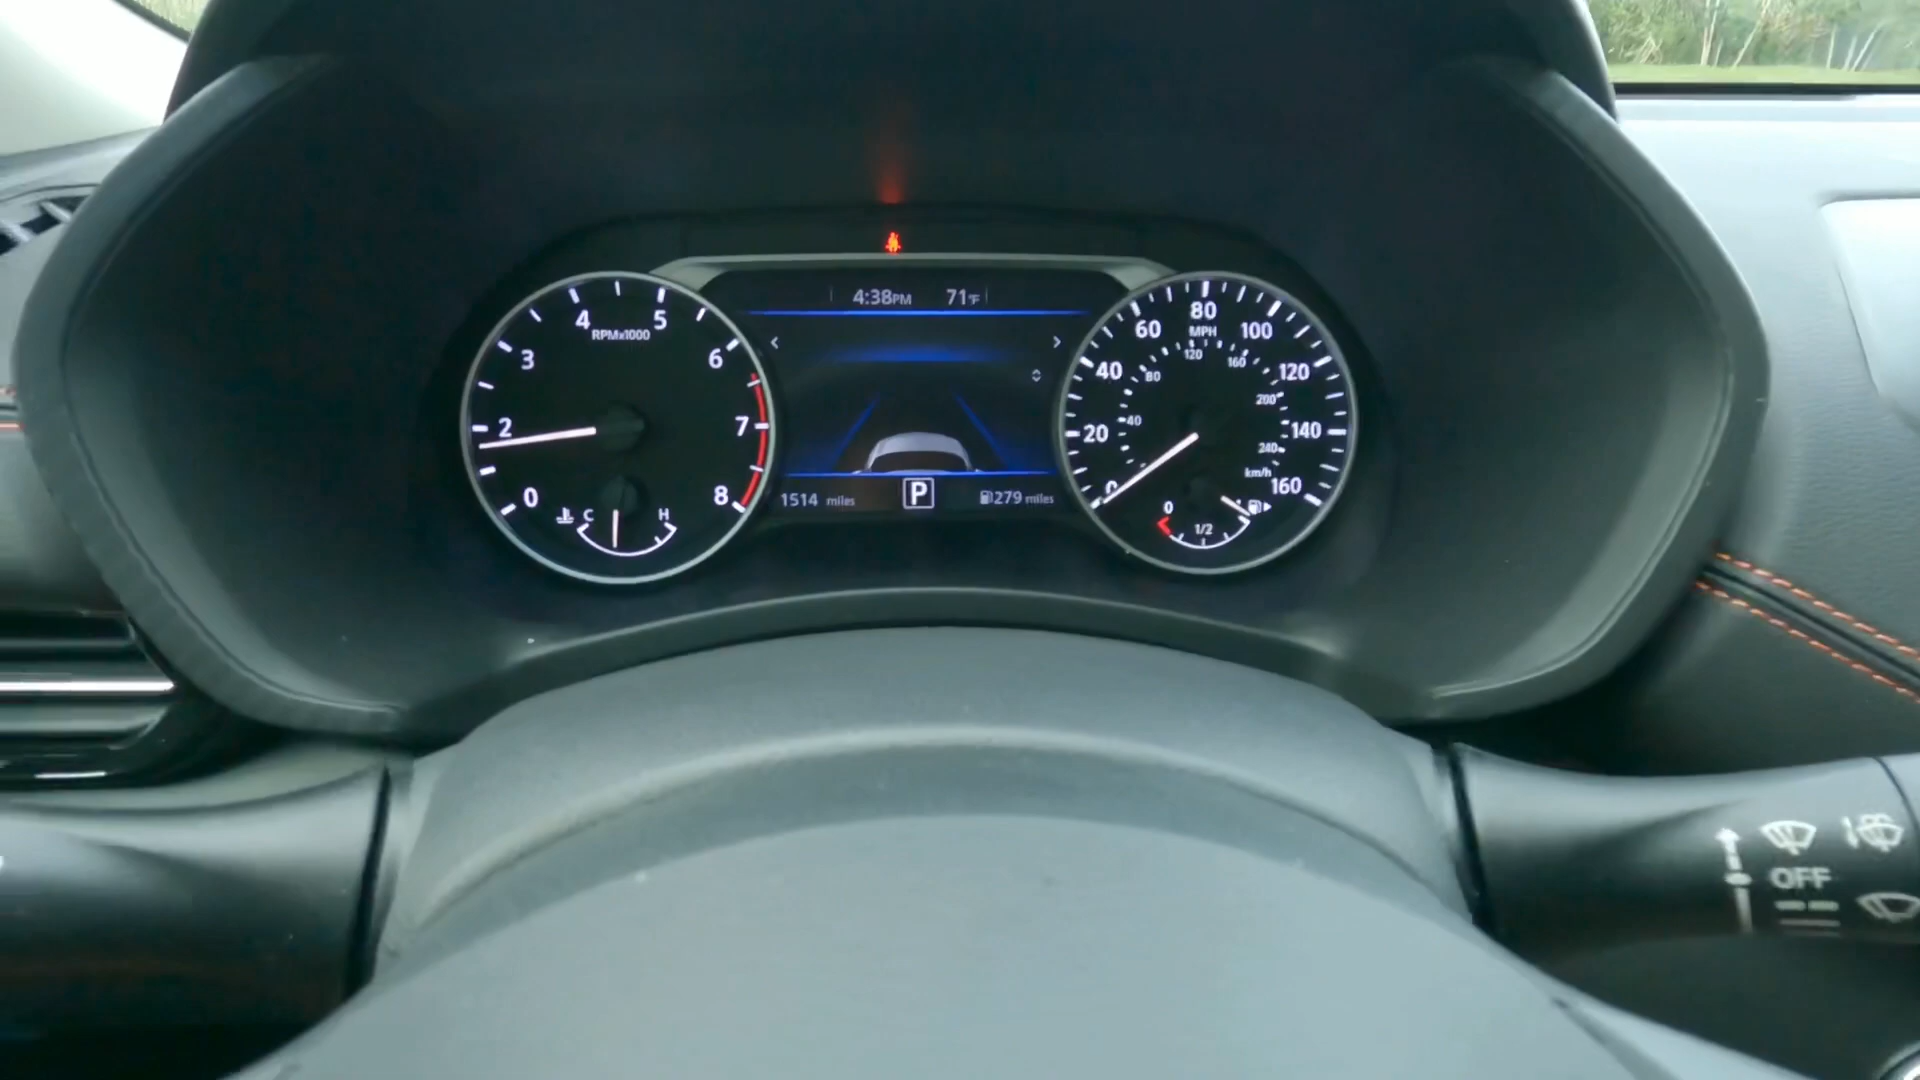 4:38PM 71°F
0 2 3 4 5 6 7 8
RPMx1000
C H
1514 miles P 279 miles
0 20 40 60 80 100 120 140 160
MPH
40 80 120 160 200 240
km/h
0 1/2
OFF